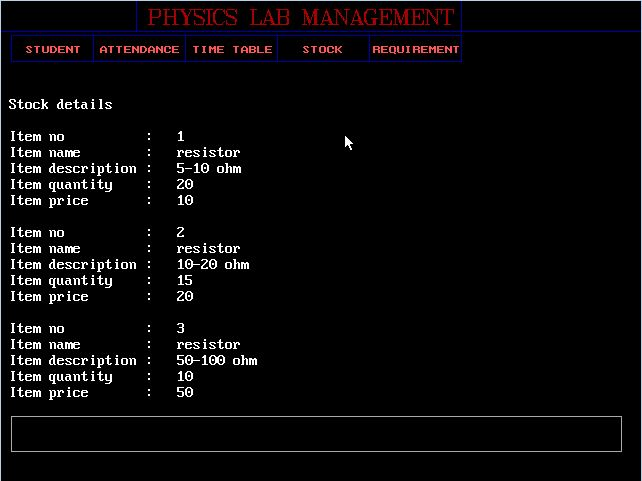 PHYSICS LAB MANAGEMENT
STUDENT ATTENDANCE TIME TABLE STOCK REQUIREMENT
Stock details
Item no : 1
Item name : resistor
Item description : 5-10 ohm
Item quantity : 20
Item price : 10
Item no : 2
Item name : resistor
Item description : 10-20 ohm
Item quantity : 15
Item price : 20
Item no : 3
Item name : resistor
Item description : 50-100 ohm
Item quantity : 10
Item price : 50